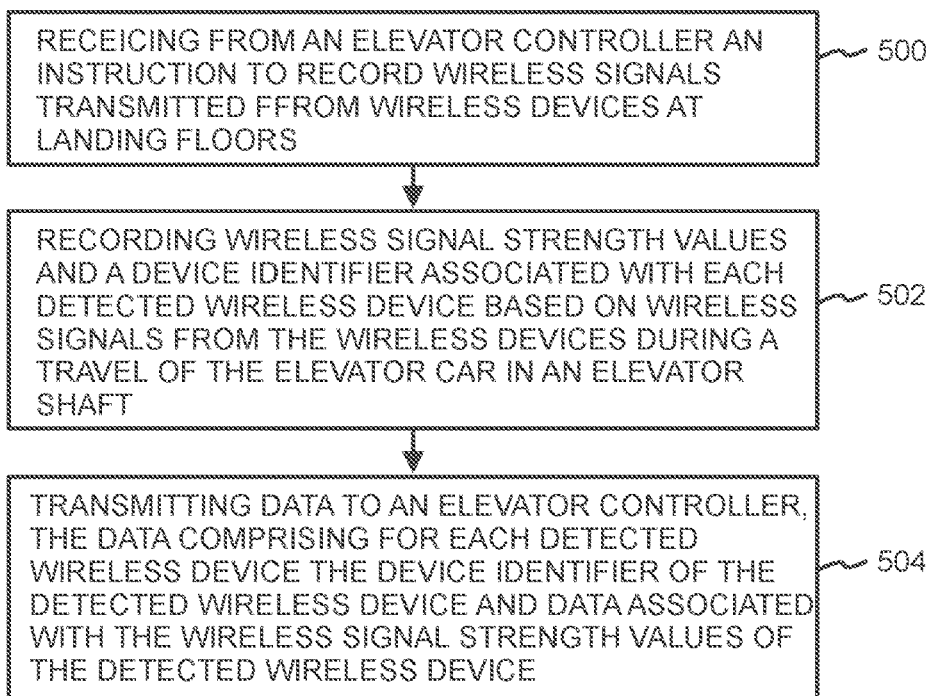 RECEICING FROM AN ELEVATOR CONTROLLER AN
INSTRUCTION TO RECORD WIRELESS SIGNALS
TRANSMITTED FFROM WIRELESS DEVICES AT
LANDING FLOORS
500
RECORDING WIRELESS SIGNAL STRENGTH VALUES
AND A DEVICE IDENTIFIER ASSOCIATED WITH EACH
DETECTED WIRELESS DEVICE BASED ON WIRELESS
SIGNALS FROM THE WIRELESS DEVICES DURING A
TRAVEL OF THE ELEVATOR CAR IN AN ELEVATOR
SHAFT
502
TRANSMITTING DATA TO AN ELEVATOR CONTROLLER,
THE DATA COMPRISING FOR EACH DETECTED
WIRELESS DEVICE THE DEVICE IDENTIFIER OF THE
DETECTED WIRELESS DEVICE AND DATA ASSOCIATED
WITH THE WIRELESS SIGNAL STRENGTH VALUES OF
THE DETECTED WIRELESS DEVICE
504